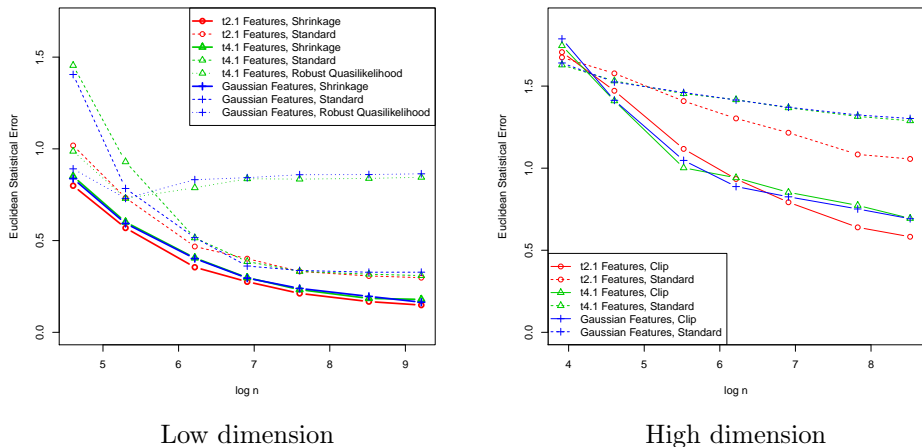 t2.1 Features, Shrinkage
t2.1 Features, Standard
t4.1 Features, Shrinkage
t4.1 Features, Standard
t4.1 Features, Robust Quasilikelihood
Gaussian Features, Shrinkage
Gaussian Features, Standard
Gaussian Features, Robust Quasilikelihood
Euclidean Statistical Error
0.0 0.5 1.0 1.5
5 6 7 8 9
log n
Low dimension
t2.1 Features, Clip
t2.1 Features, Standard
t4.1 Features, Clip
t4.1 Features, Standard
Gaussian Features, Clip
Gaussian Features, Standard
Euclidean Statistical Error
0.0 0.5 1.0 1.5
4 5 6 7 8
log n
High dimension